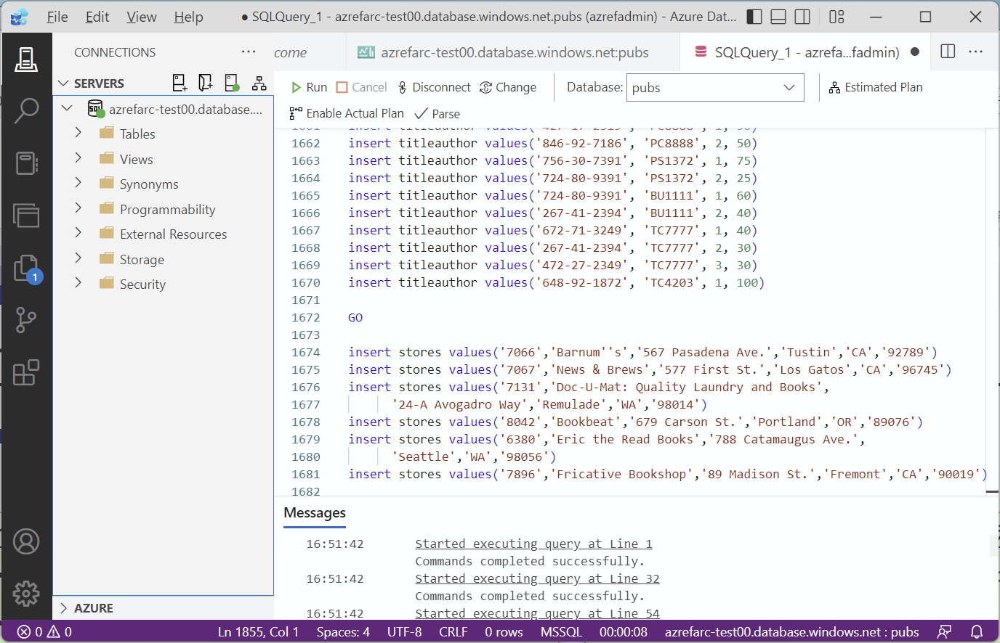 File Edit View Help ● SQLQuery_1 - azrefarc-test00.database.windows.net.pubs (azrefadmin) - Azure Dat...
CONNECTIONS
SERVERS
azrefarc-test00.database....
Tables
Views
Synonyms
Programmability
External Resources
Storage
Security
AZURE
1
come azrefarc-test00.database.windows.net:pubs SQLQuery_1 - azrefa...fadmin) ●
Run Cancel Disconnect Change Database: pubs Estimated Plan
Enable Actual Plan Parse
1662 insert titleauthor values('846-92-7186', 'PC8888', 2, 50)
1663 insert titleauthor values('756-30-7391', 'PS1372', 1, 75)
1664 insert titleauthor values('724-80-9391', 'PS1372', 2, 25)
1665 insert titleauthor values('724-80-9391', 'BU1111', 1, 60)
1666 insert titleauthor values('267-41-2394', 'BU1111', 2, 40)
1667 insert titleauthor values('672-71-3249', 'TC7777', 1, 40)
1668 insert titleauthor values('267-41-2394', 'TC7777', 2, 30)
1669 insert titleauthor values('472-27-2349', 'TC7777', 3, 30)
1670 insert titleauthor values('648-92-1872', 'TC4203', 1, 100)
1671
1672 GO
1673
1674 insert stores values('7066','Barnum''s','567 Pasadena Ave.','Tustin','CA','92789')
1675 insert stores values('7067','News & Brews','577 First St.','Los Gatos','CA','96745')
1676 insert stores values('7131','Doc-U-Mat: Quality Laundry and Books',
1677 '24-A Avogadro Way','Remulade','WA','98014')
1678 insert stores values('8042','Bookbeat','679 Carson St.','Portland','OR','89076')
1679 insert stores values('6380','Eric the Read Books','788 Catamaugus Ave.',
1680 'Seattle','WA','98056')
1681 insert stores values('7896','Fricative Bookshop','89 Madison St.','Fremont','CA','90019')
1682
Messages
16:51:42 Started executing query at Line 1
Commands completed successfully.
16:51:42 Started executing query at Line 32
Commands completed successfully.
16:51:42 Started executing query at Line 54
0 0 Ln 1855, Col 1 Spaces: 4 UTF-8 CRLF 0 rows MSSQL 00:00:08 azrefarc-test00.database.windows.net : pubs